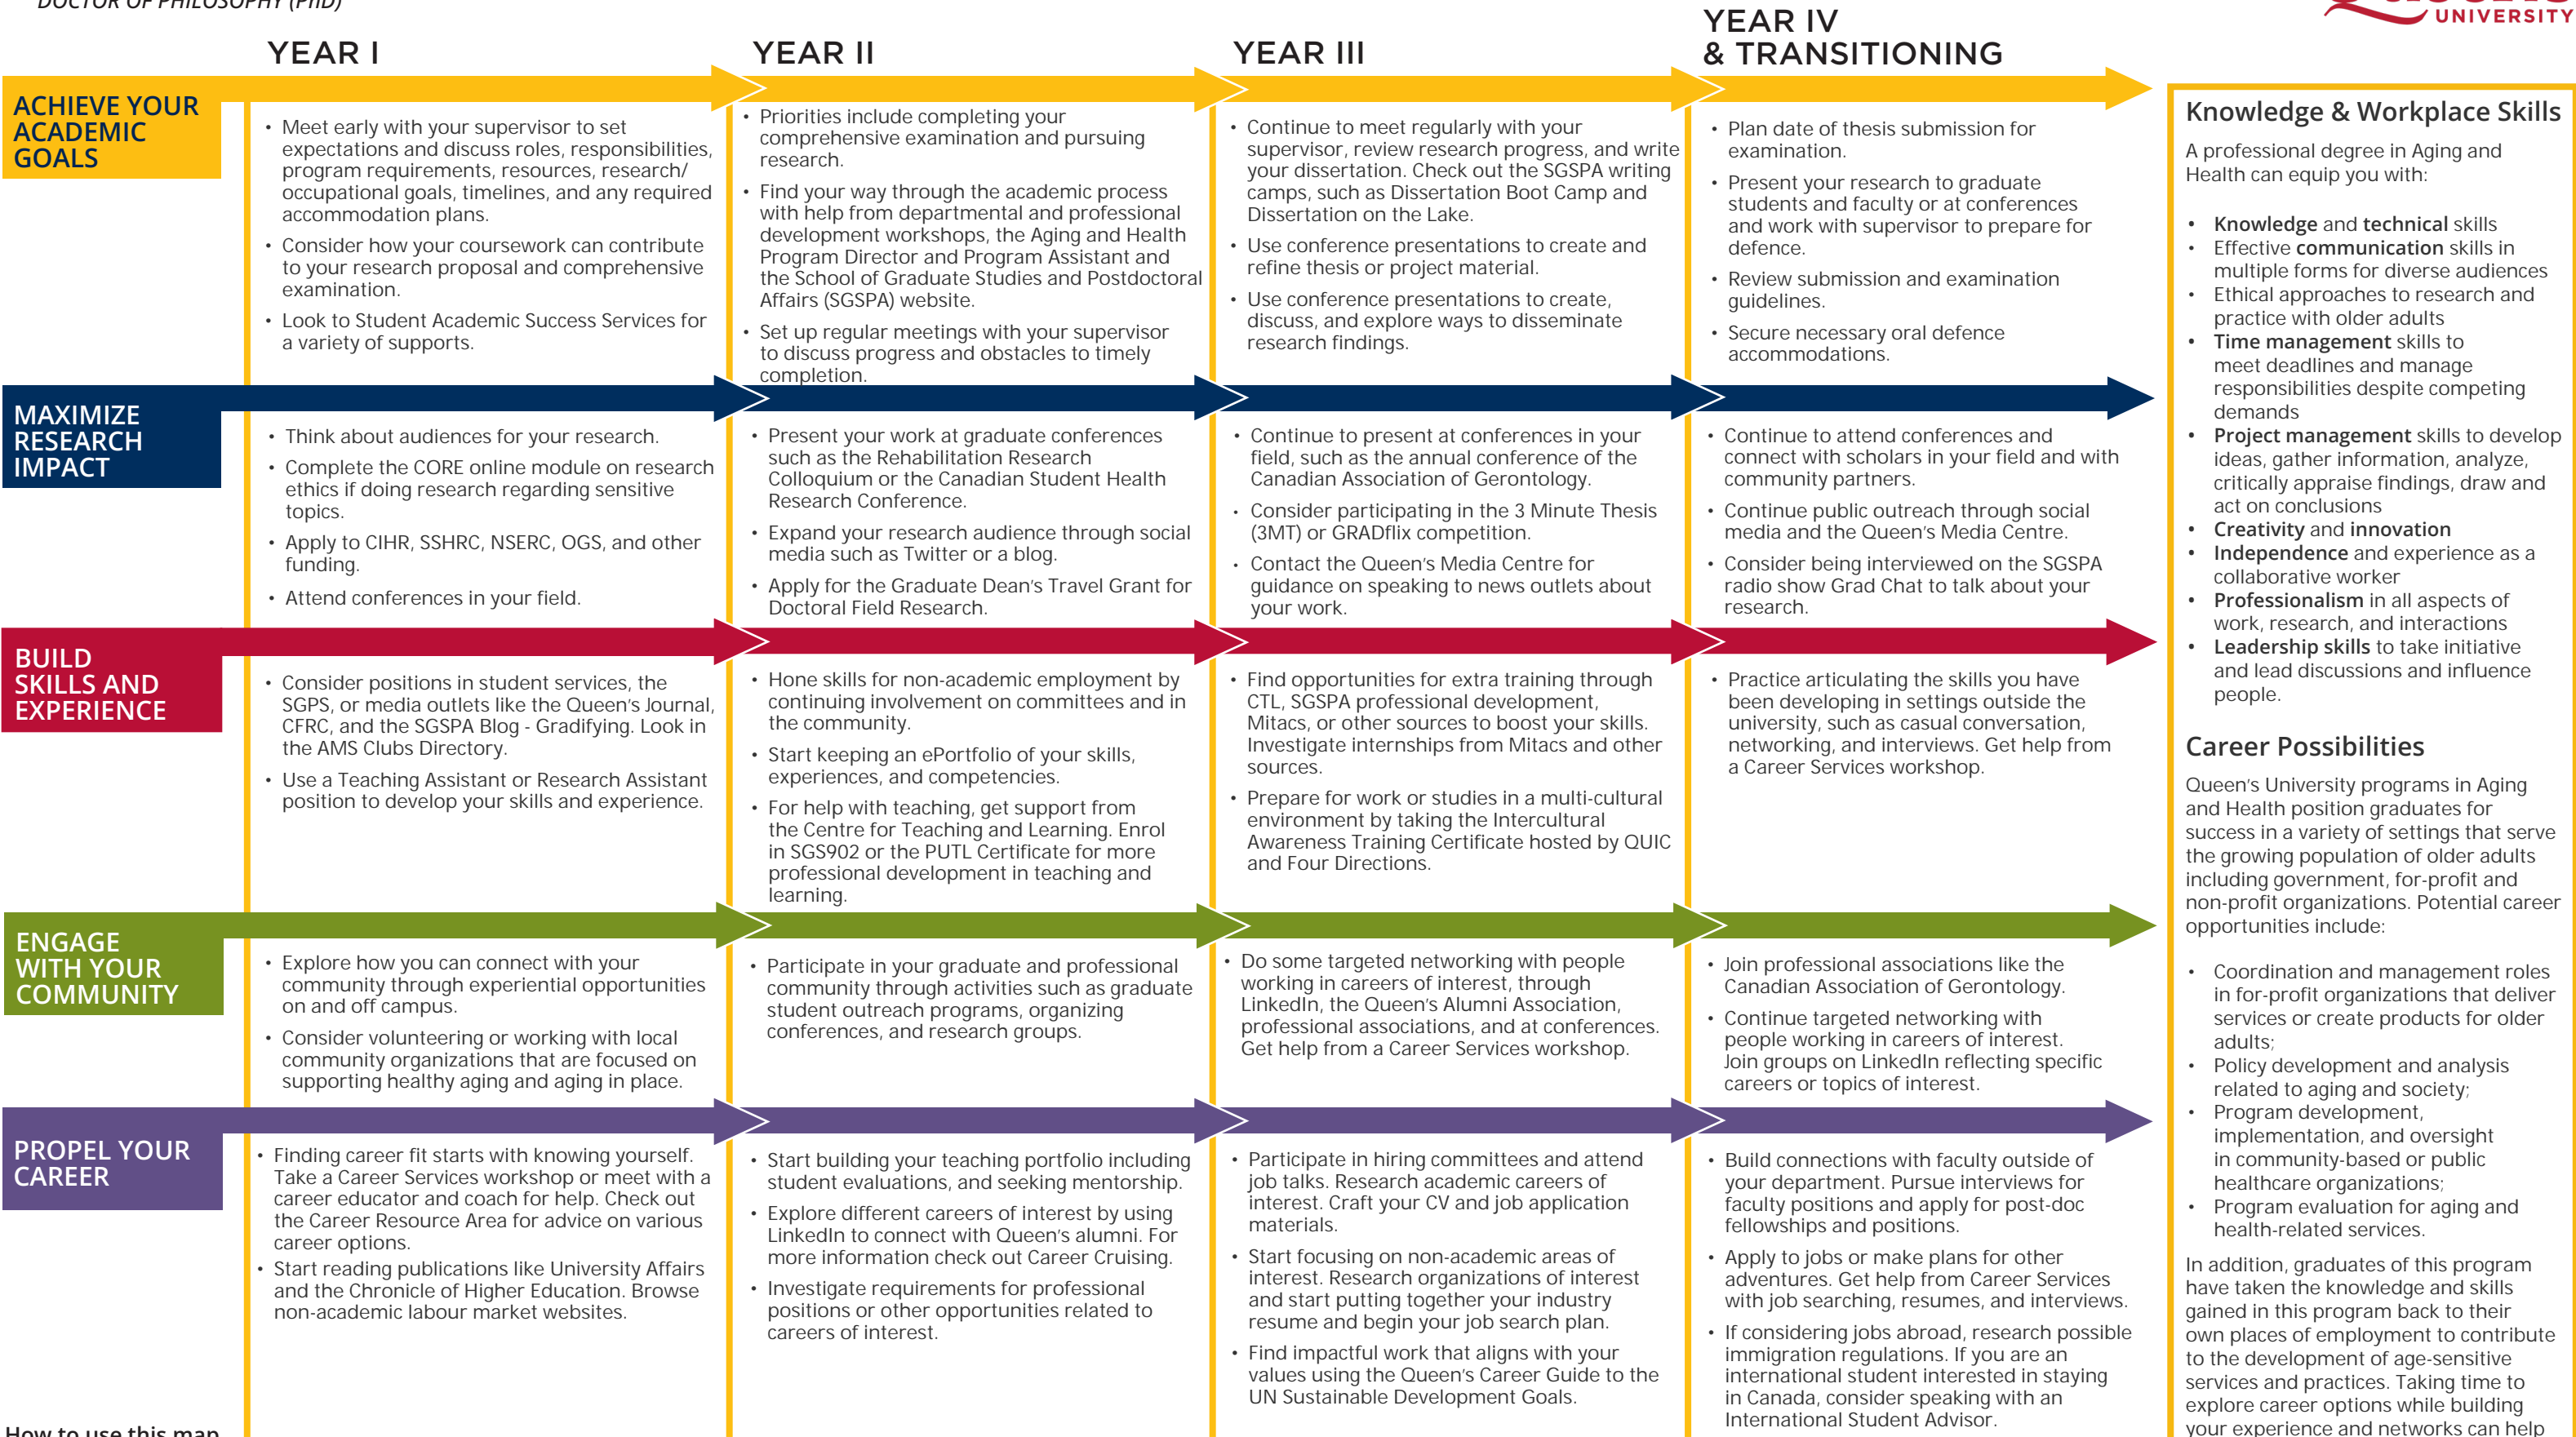 DOCTOR OF PHILOSOPHY (PhD)
UNIVERSITY
YEAR I
YEAR II
YEAR III
YEAR IV
& TRANSITIONING
ACHIEVE YOUR
ACADEMIC
GOALS
• Meet early with your supervisor to set
expectations and discuss roles, responsibilities,
program requirements, resources, research/
occupational goals, timelines, and any required
accommodation plans.
• Consider how your coursework can contribute
to your research proposal and comprehensive
examination.
• Look to Student Academic Success Services for
a variety of supports.
• Priorities include completing your
comprehensive examination and pursuing
research.
• Find your way through the academic process
with help from departmental and professional
development workshops, the Aging and Health
Program Director and Program Assistant and
the School of Graduate Studies and Postdoctoral
Affairs (SGSPA) website.
• Set up regular meetings with your supervisor
to discuss progress and obstacles to timely
completion.
• Continue to meet regularly with your
supervisor, review research progress, and write
your dissertation. Check out the SGSPA writing
camps, such as Dissertation Boot Camp and
Dissertation on the Lake.
• Use conference presentations to create and
refine thesis or project material.
• Use conference presentations to create,
discuss, and explore ways to disseminate
research findings.
• Plan date of thesis submission for
examination.
• Present your research to graduate
students and faculty or at conferences
and work with supervisor to prepare for
defence.
• Review submission and examination
guidelines.
• Secure necessary oral defence
accommodations.
MAXIMIZE
RESEARCH
IMPACT
• Think about audiences for your research.
• Complete the CORE online module on research
ethics if doing research regarding sensitive
topics.
• Apply to CIHR, SSHRC, NSERC, OGS, and other
funding.
• Attend conferences in your field.
• Present your work at graduate conferences
such as the Rehabilitation Research
Colloquium or the Canadian Student Health
Research Conference.
• Expand your research audience through social
media such as Twitter or a blog.
• Apply for the Graduate Dean's Travel Grant for
Doctoral Field Research.
• Continue to present at conferences in your
field, such as the annual conference of the
Canadian Association of Gerontology.
• Consider participating in the 3 Minute Thesis
(3MT) or GRADflix competition.
• Contact the Queen's Media Centre for
guidance on speaking to news outlets about
your work.
• Continue to attend conferences and
connect with scholars in your field and with
community partners.
• Continue public outreach through social
media and the Queen's Media Centre.
• Consider being interviewed on the SGSPA
radio show Grad Chat to talk about your
research.
BUILD
SKILLS AND
EXPERIENCE
• Consider positions in student services, the
SGPS, or media outlets like the Queen's Journal,
CFRC, and the SGSPA Blog - Gradifying. Look in
the AMS Clubs Directory.
• Use a Teaching Assistant or Research Assistant
position to develop your skills and experience.
• Hone skills for non-academic employment by
continuing involvement on committees and in
the community.
• Start keeping an ePortfolio of your skills,
experiences, and competencies.
• For help with teaching, get support from
the Centre for Teaching and Learning. Enrol
in SGS902 or the PUTL Certificate for more
professional development in teaching and
learning.
• Find opportunities for extra training through
CTL, SGSPA professional development,
Mitacs, or other sources to boost your skills.
Investigate internships from Mitacs and other
sources.
• Prepare for work or studies in a multi-cultural
environment by taking the Intercultural
Awareness Training Certificate hosted by QUIC
and Four Directions.
• Practice articulating the skills you have
been developing in settings outside the
university, such as casual conversation,
networking, and interviews. Get help from
a Career Services workshop.
ENGAGE
WITH YOUR
COMMUNITY
• Explore how you can connect with your
community through experiential opportunities
on and off campus.
• Consider volunteering or working with local
community organizations that are focused on
supporting healthy aging and aging in place.
• Participate in your graduate and professional
community through activities such as graduate
student outreach programs, organizing
conferences, and research groups.
• Do some targeted networking with people
working in careers of interest, through
LinkedIn, the Queen's Alumni Association,
professional associations, and at conferences.
Get help from a Career Services workshop.
• Join professional associations like the
Canadian Association of Gerontology.
• Continue targeted networking with
people working in careers of interest.
Join groups on LinkedIn reflecting specific
careers or topics of interest.
PROPEL YOUR
CAREER
• Finding career fit starts with knowing yourself.
Take a Career Services workshop or meet with a
career educator and coach for help. Check out
the Career Resource Area for advice on various
career options.
• Start reading publications like University Affairs
and the Chronicle of Higher Education. Browse
non-academic labour market websites.
• Start building your teaching portfolio including
student evaluations, and seeking mentorship.
• Explore different careers of interest by using
LinkedIn to connect with Queen's alumni. For
more information check out Career Cruising.
• Investigate requirements for professional
positions or other opportunities related to
careers of interest.
• Participate in hiring committees and attend
job talks. Research academic careers of
interest. Craft your CV and job application
materials.
• Start focusing on non-academic areas of
interest. Research organizations of interest
and start putting together your industry
resume and begin your job search plan.
• Find impactful work that aligns with your
values using the Queen's Career Guide to the
UN Sustainable Development Goals.
• Build connections with faculty outside of
your department. Pursue interviews for
faculty positions and apply for post-doc
fellowships and positions.
• Apply to jobs or make plans for other
adventures. Get help from Career Services
with job searching, resumes, and interviews.
• If considering jobs abroad, research possible
immigration regulations. If you are an
international student interested in staying
in Canada, consider speaking with an
International Student Advisor.
Knowledge & Workplace Skills
A professional degree in Aging and
Health can equip you with:
• Knowledge and technical skills
• Effective communication skills in
multiple forms for diverse audiences
• Ethical approaches to research and
practice with older adults
• Time management skills to
meet deadlines and manage
responsibilities despite competing
demands
• Project management skills to develop
ideas, gather information, analyze,
critically appraise findings, draw and
act on conclusions
• Creativity and innovation
• Independence and experience as a
collaborative worker
• Professionalism in all aspects of
work, research, and interactions
• Leadership skills to take initiative
and lead discussions and influence
people.
Career Possibilities
Queen's University programs in Aging
and Health position graduates for
success in a variety of settings that serve
the growing population of older adults
including government, for-profit and
non-profit organizations. Potential career
opportunities include:
• Coordination and management roles
in for-profit organizations that deliver
services or create products for older
adults;
• Policy development and analysis
related to aging and society;
• Program development,
implementation, and oversight
in community-based or public
healthcare organizations;
• Program evaluation for aging and
health-related services.
In addition, graduates of this program
have taken the knowledge and skills
gained in this program back to their
own places of employment to contribute
to the development of age-sensitive
services and practices. Taking time to
explore career options while building
your experience and networks can help
How to use this map